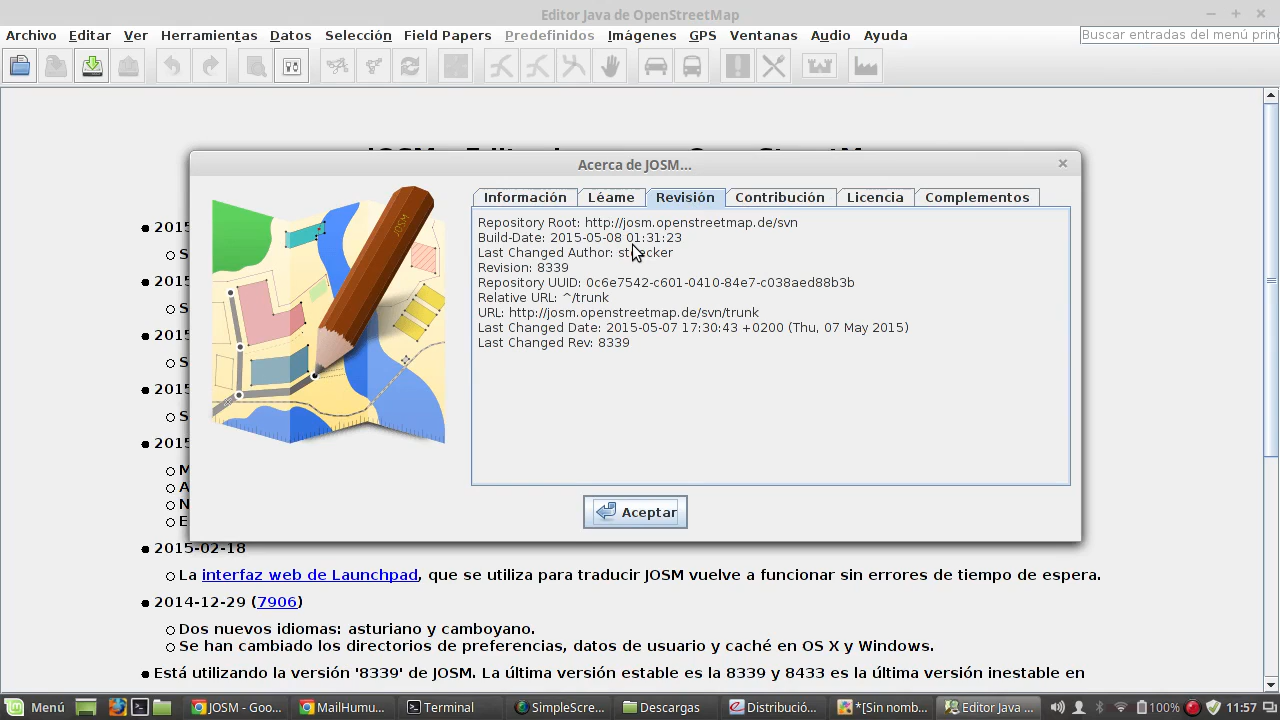 Editor Java de OpenStreetMap
Archivo Editar Ver Herramientas Datos Selección Field Papers Predefinidos Imágenes GPS Ventanas Audio Ayuda
Buscar entradas del menú prin
Acerca de JOSM...
Información Léame Revisión Contribución Licencia Complementos
JOSM
Repository Root: http://josm.openstreetmap.de/svn
Build-Date: 2015-05-08 01:31:23
Last Changed Author:
Revision: 8339
Repository UUID: 0c6e7542-c601-0410-84e7-c038aed88b3b
Relative URL: ^/trunk
URL: http://josm.openstreetmap.de/svn/trunk
Last Changed Date: 2015-05-07 17:30:43 +0200 (Thu, 07 May 2015)
Last Changed Rev: 8339
Aceptar
2015
S
2015
S
2015
S
2015
S
2015
M
A
N
E
2015-02-18
La interfaz web de Launchpad, que se utiliza para traducir JOSM vuelve a funcionar sin errores de tiempo de espera.
2014-12-29 (7906)
Dos nuevos idiomas: asturiano y camboyano.
Se han cambiado los directorios de preferencias, datos de usuario y caché en OS X y Windows.
Está utilizando la versión '8339' de JOSM. La última versión estable es la 8339 y 8433 es la última versión inestable en
Menú JOSM - Goo... MailHumu... Terminal SimpleScre... Descargas Distribució... *[Sin nomb... Editor Java ... 100% 11:57